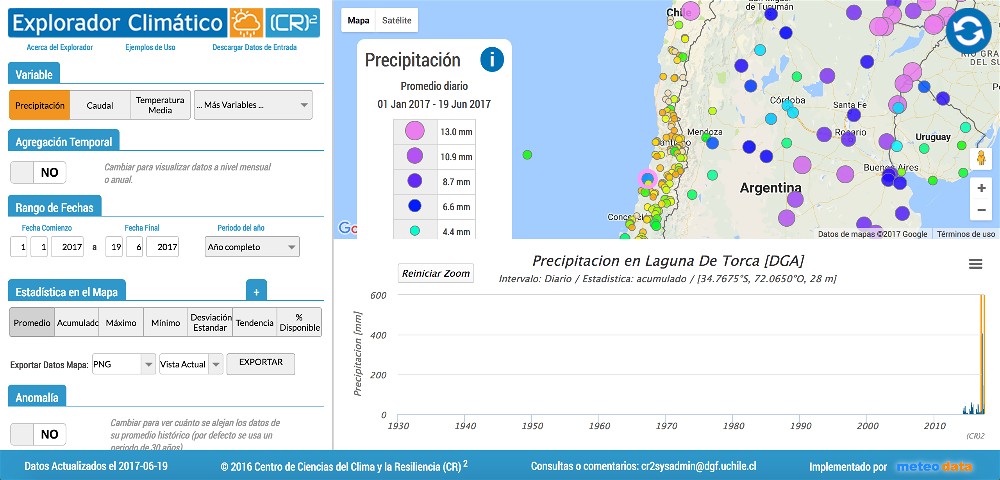 Explorador Climático (CR)²
Acerca del Explorador Ejemplos de Uso Descargar Datos de Entrada
Variable
Precipitación Caudal Temperatura Media ... Más Variables ...
Agregación Temporal
NO Cambiar para visualizar datos a nivel mensual
o anual.
Rango de Fechas
Fecha Comienzo Fecha Final Periodo del año
1 1 2017 a 19 6 2017 Año completo
Estadística en el Mapa +
Promedio Acumulado Máximo Mínimo Desviación Estandar Tendencia % Disponible
Exportar Datos Mapa: PNG Vista Actual EXPORTAR
Anomalía
NO Cambiar para ver cuánto se alejan los datos de
su promedio histórico (por defecto se usa un
periodo de 30 años)
Mapa Satélite
Precipitación i
Promedio diario
01 Jan 2017 - 19 Jun 2017
13.0 mm
10.9 mm
8.7 mm
6.6 mm
4.4 mm
Chile
San Miguel
de Tucumán
RIO GRA
DEL SU
Córdoba
Santa Fe
Mendoza
Rosario
Uruguay
Santiago
Buenos Aires
Argentina
Concepción
+
−
Datos de mapas ©2017 Google Términos de uso
Reiniciar Zoom
Precipitacion en Laguna De Torca [DGA]
Intervalo: Diario / Estadistica: acumulado / [34.7675°S, 72.0650°O, 28 m]
Precipitacion [mm]
600
400
200
0
1930 1940 1950 1960 1970 1980 1990 2000 2010
(CR)2
Datos Actualizados el 2017-06-19 © 2016 Centro de Ciencias del Clima y la Resiliencia (CR) 2 Consultas o comentarios: cr2sysadmin@dgf.uchile.cl Implementado por meteodata